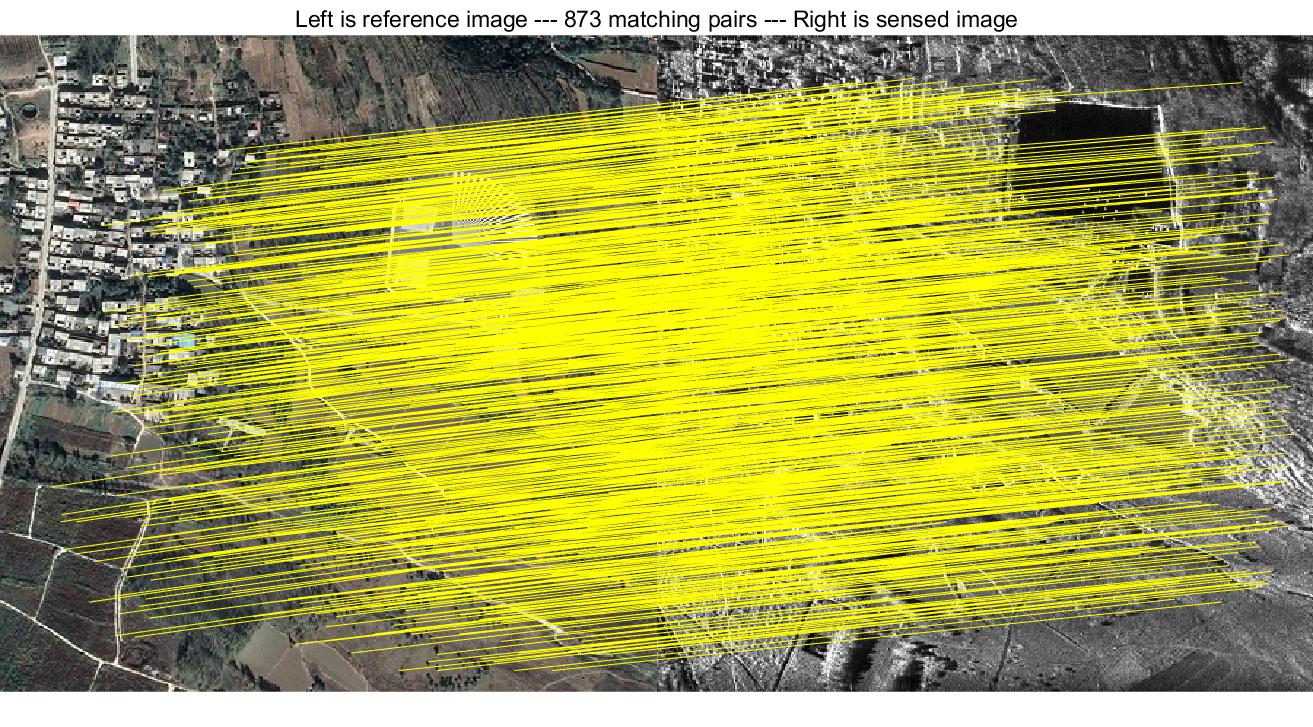 Left is reference image --- 873 matching pairs --- Right is sensed image